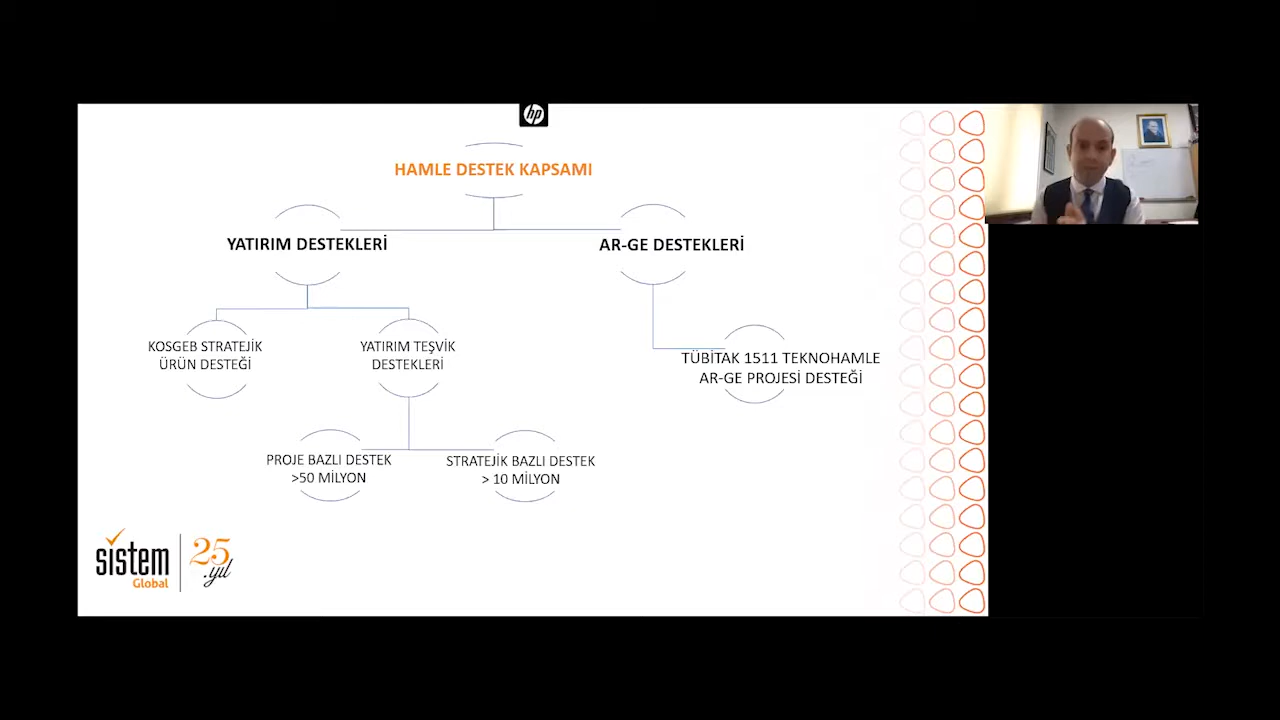 hp
HAMLE DESTEK KAPSAMI
YATIRIM DESTEKLERİ
AR-GE DESTEKLERİ
KOSGEB STRATEJİK
ÜRÜN DESTEĞİ
YATIRIM TEŞVİK
DESTEKLERİ
TÜBİTAK 1511 TEKNOHAMLE
AR-GE PROJESİ DESTEĞİ
PROJE BAZLI DESTEK
>50 MİLYON
STRATEJİK BAZLI DESTEK
> 10 MİLYON
sistem
Global
25
.yıl